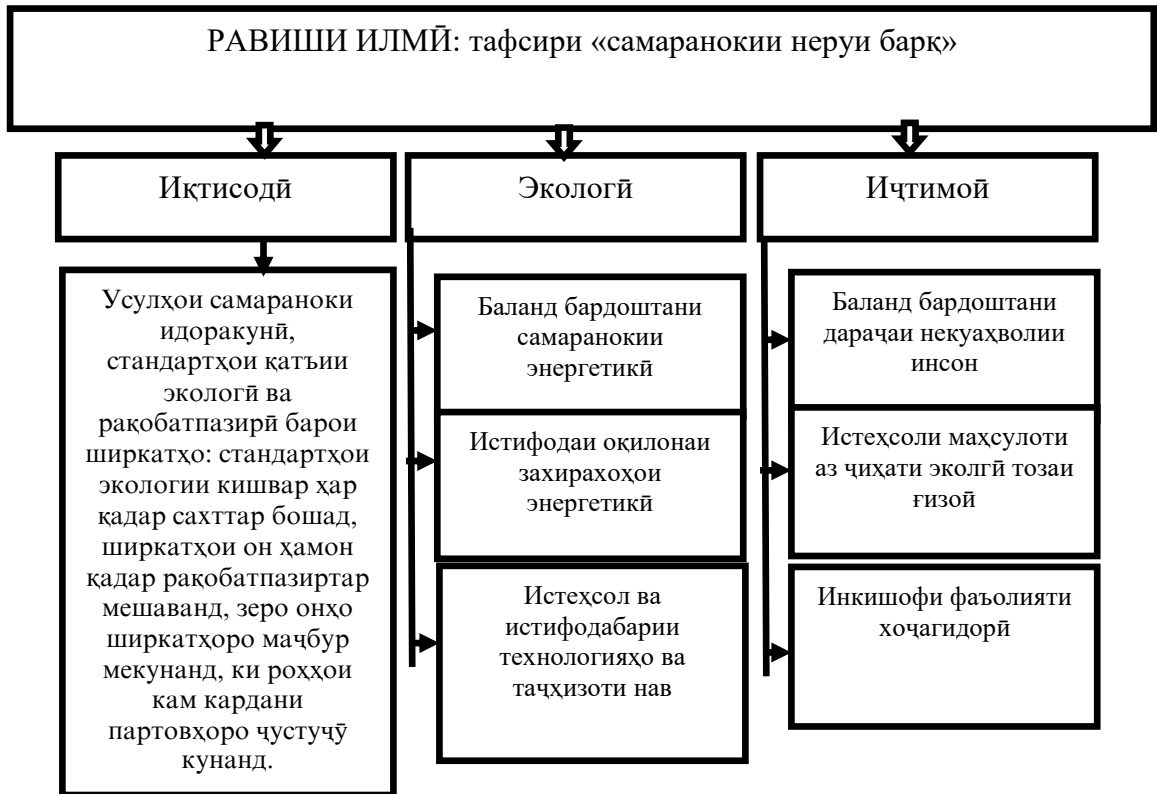 РАВИШИ ИЛМӢ: тафсири «самаранокии неруи барқ»
Иқтисодӣ
Экологӣ
Иҷтимоӣ
Усулҳои самараноки
идоракунӣ,
стандартҳои қатъии
экологӣ ва
рақобатпазирӣ барои
ширкатҳо: стандартҳои
экологии кишвар ҳар
қадар сахттар бошад,
ширкатҳои он ҳамон
қадар рақобатпазиртар
мешаванд, зеро онҳо
ширкатҳоро маҷбур
мекунанд, ки роҳҳои
кам кардани
партовҳоро ҷустуҷӯ
кунанд.
Баланд бардоштани
самаранокии
энергетикӣ
Истифодаи оқилонаи
захираҳоҳои
энергетикӣ
Истеҳсол ва
истифодабарии
технологияҳо ва
таҷҳизоти нав
Баланд бардоштани
дараҷаи некуаҳволии
инсон
Истеҳсоли маҳсулоти
аз ҷиҳати эколгӣ тозаи
ғизоӣ
Инкишофи фаъолияти
хоҷагидорӣ